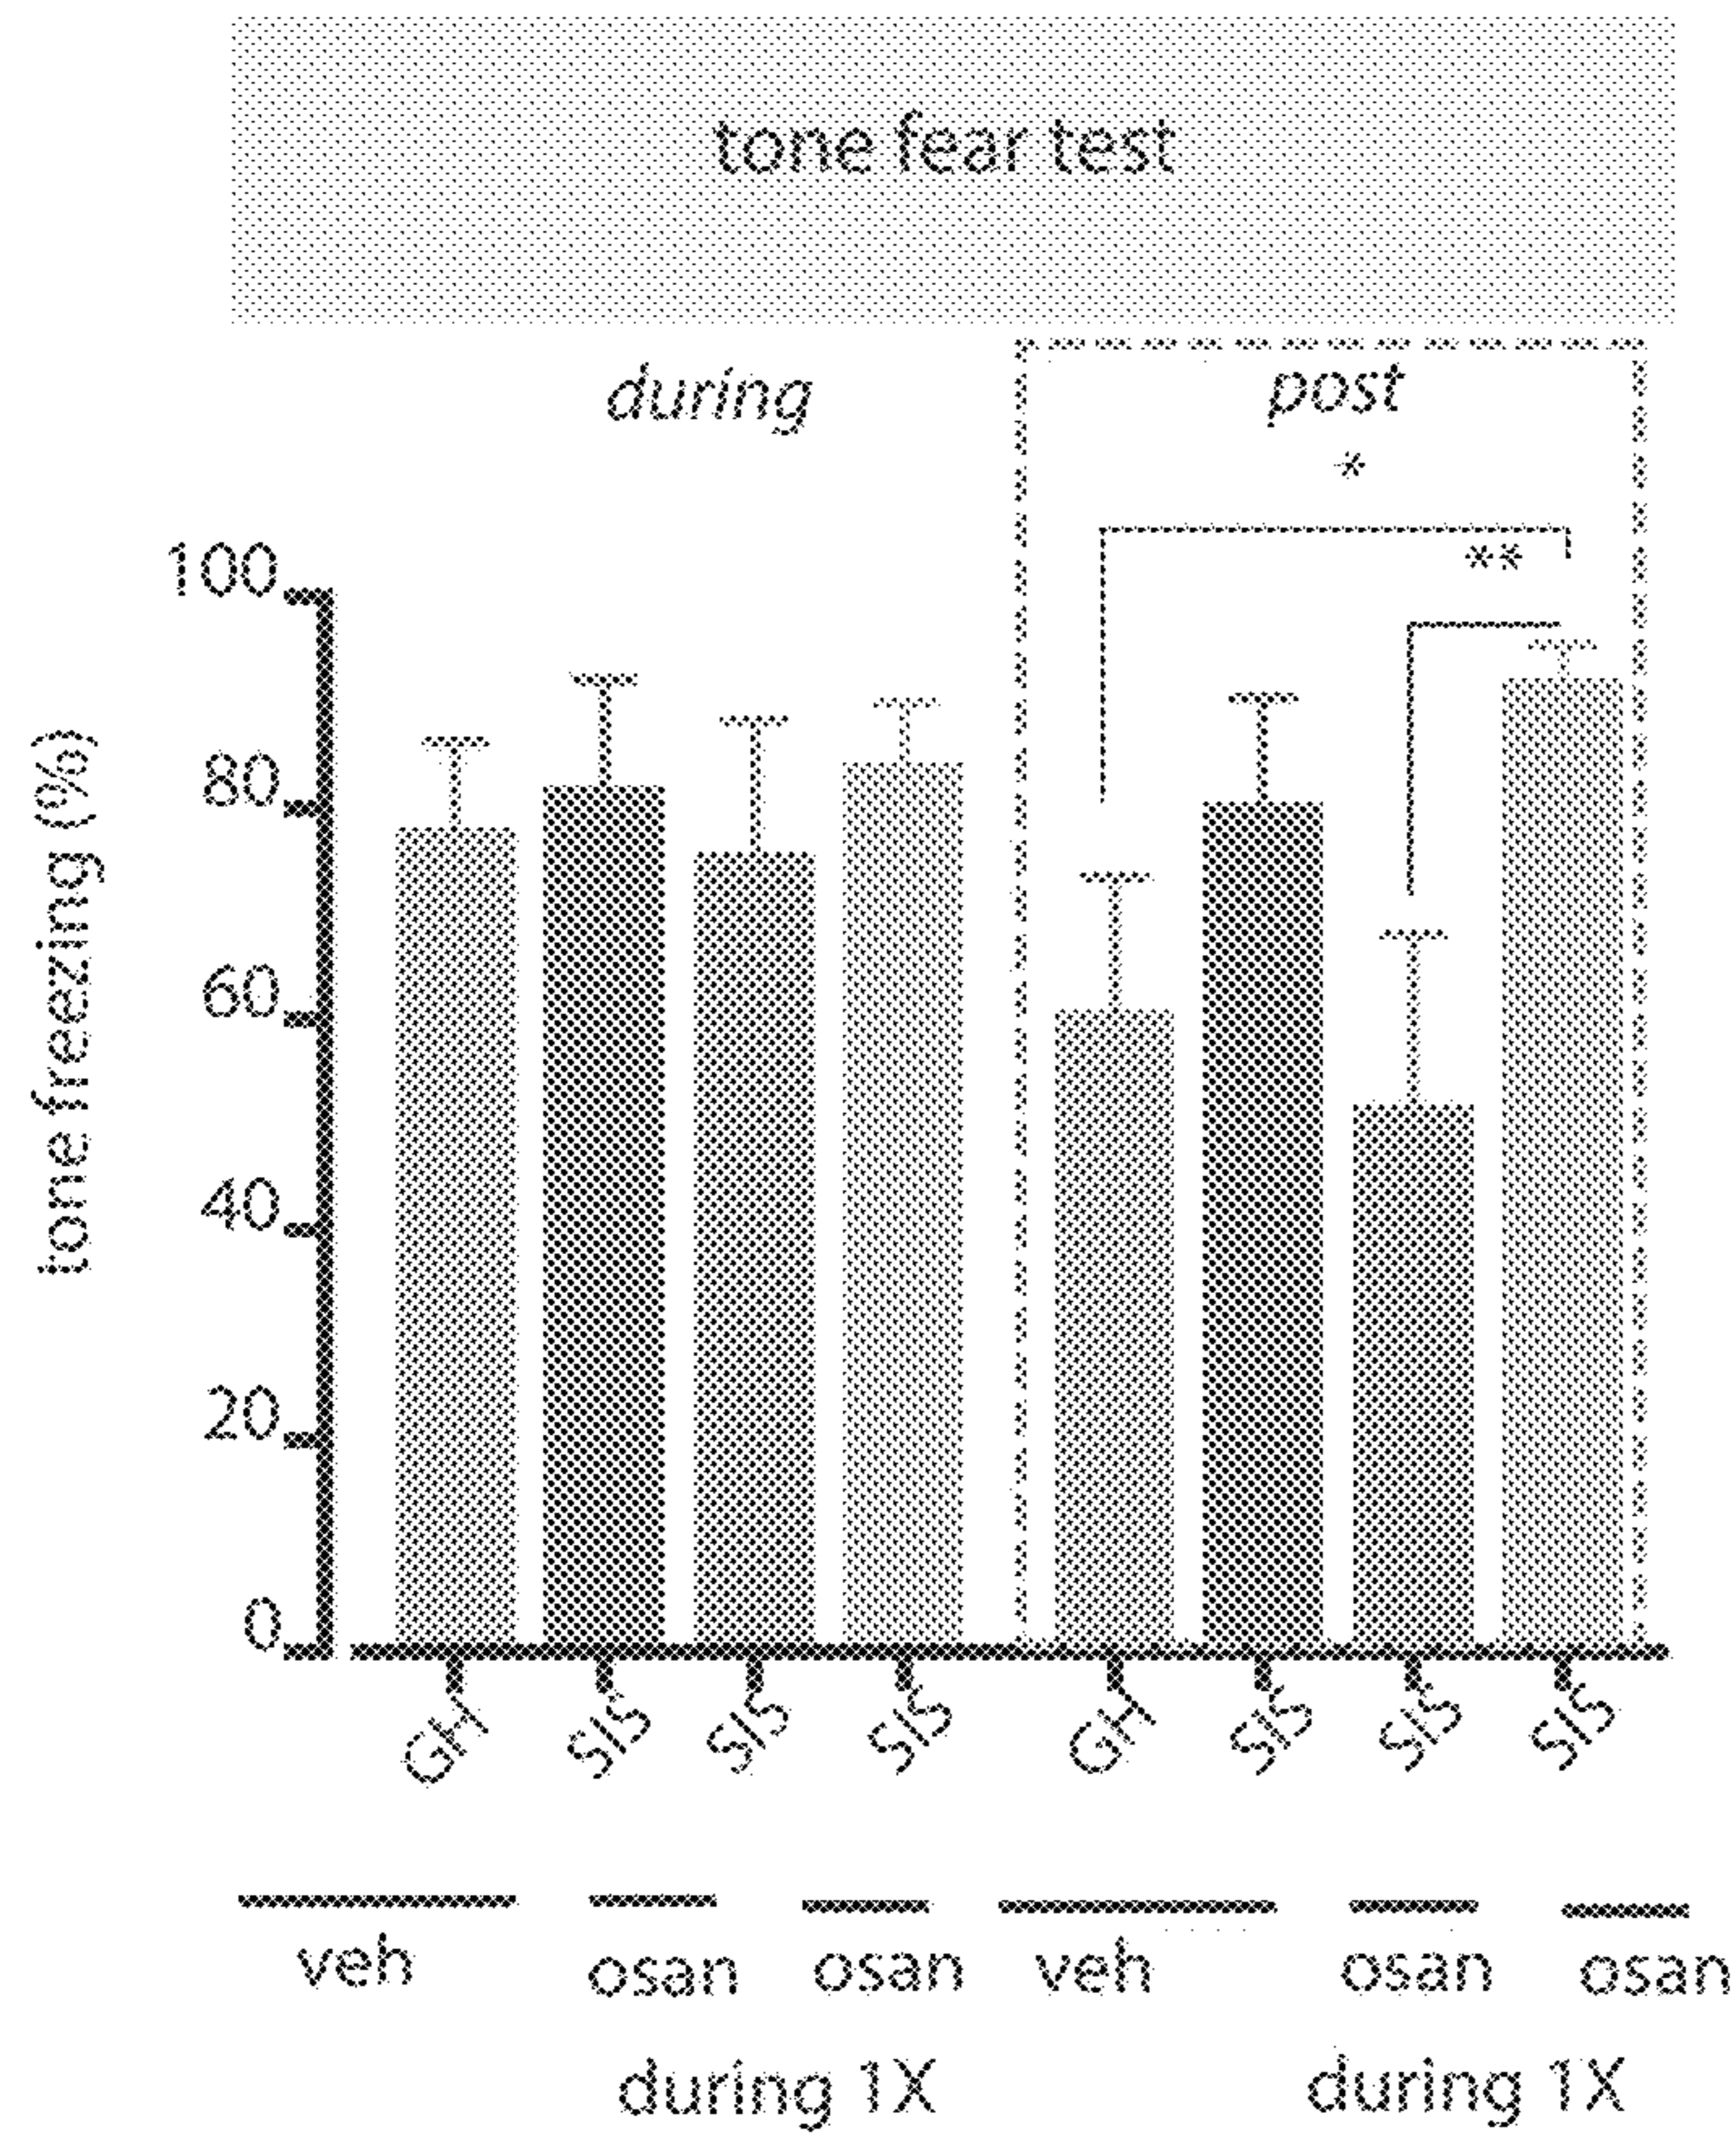 tone fear test
during
post
*
**
100
80
60
40
20
0
tone freezing (%)
GH SIS SIS SIS GH SIS SIS SIS
veh osan osan veh osan osan
during 1X during 1X